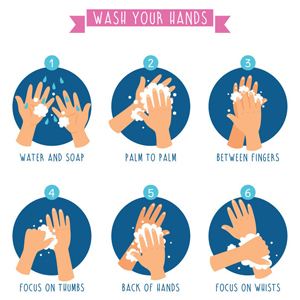 WASH YOUR HANDS
1
2
3
WATER AND SOAP
PALM TO PALM
BETWEEN FINGERS
4
5
6
FOCUS ON THUMBS
BACK OF HANDS
FOCUS ON WHISTS